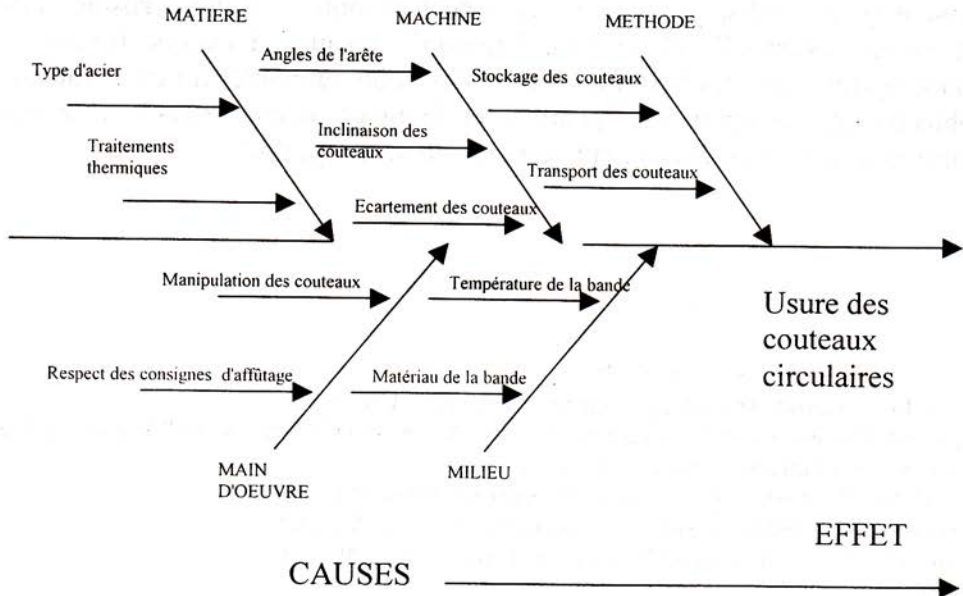 MATIERE
MACHINE
METHODE
Type d'acier
Angles de l'arête
Stockage des couteaux
Traitements
thermiques
Inclinaison des
couteaux
Transport des couteaux
Ecartement des couteaux
Manipulation des couteaux
Température de la bande
Usure des
couteaux
circulaires
Respect des consignes d'affûtage
Matériau de la bande
MAIN
D'OEUVRE
MILIEU
EFFET
CAUSES